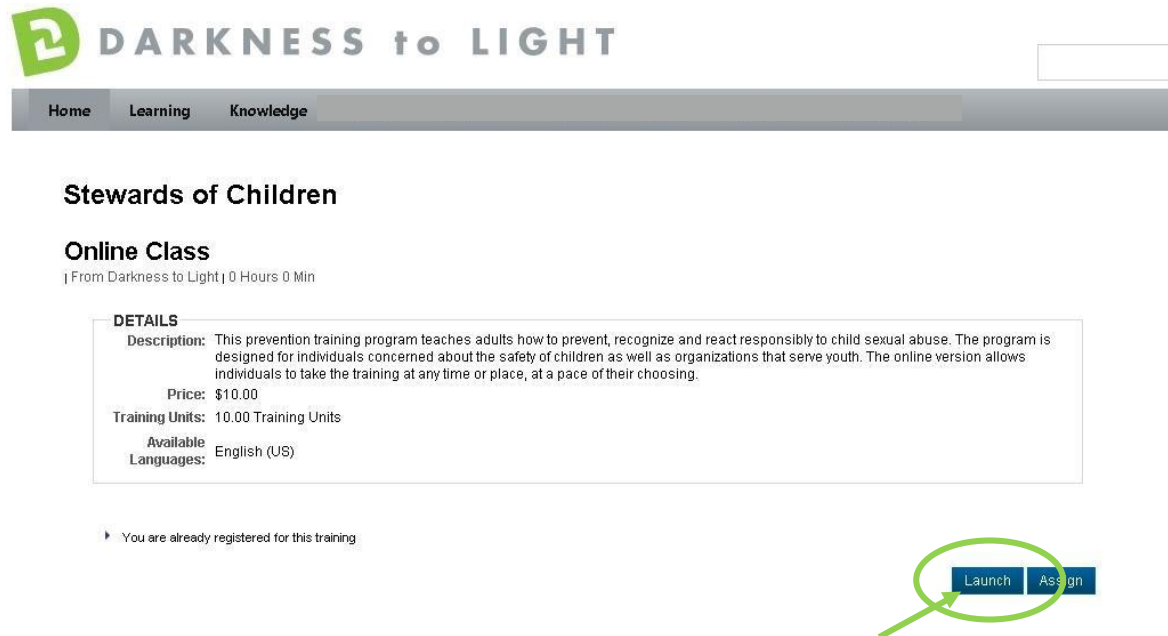 DARKNESS to LIGHT
Home Learning Knowledge
Stewards of Children
Online Class
| From Darkness to Light | 0 Hours 0 Min
DETAILS
Description: This prevention training program teaches adults how to prevent, recognize and react responsibly to child sexual abuse. The program is
designed for individuals concerned about the safety of children as well as organizations that serve youth. The online version allows
individuals to take the training at any time or place, at a pace of their choosing.
Price: $10.00
Training Units: 10.00 Training Units
Available
Languages: English (US)
You are already registered for this training
Launch Assign